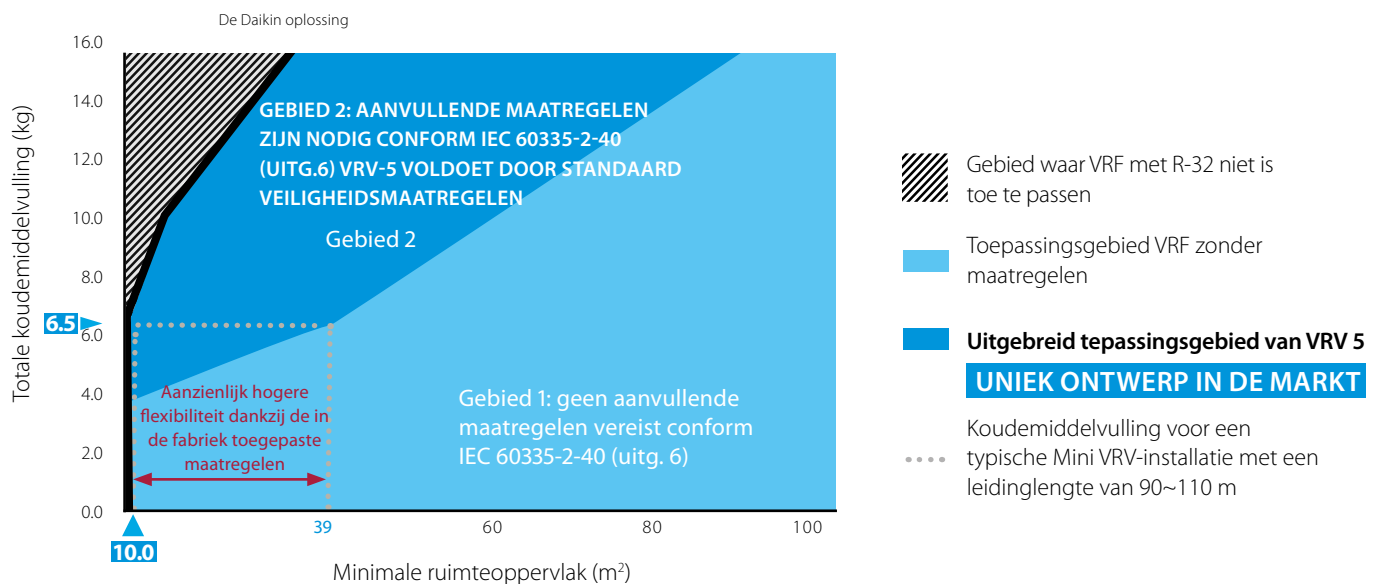 De Daikin oplossing
Totale koudemiddelvulling (kg)
16.0
14.0
12.0
10.0
8.0
6.5
6.0
4.0
2.0
0.0
GEBIED 2: AANVULLENDE MAATREGELEN
ZIJN NODIG CONFORM IEC 60335-2-40
(UITG.6) VRV-5 VOLDOET DOOR STANDAARD
VEILIGHEIDSMAATREGELEN
Gebied 2
Aanzienlijk hogere
flexibiliteit dankzij de in
de fabriek toegepaste
maatregelen
Gebied 1: geen aanvullende
maatregelen vereist conform
IEC 60335-2-40 (uitg. 6)
10.0
39
60
80
100
Minimale ruimteoppervlak (m²)
Gebied waar VRF met R-32 niet is
toe te passen
Toepassingsgebied VRF zonder
maatregelen
Uitgebreid tepassingsgebied van VRV 5
UNIEK ONTWERP IN DE MARKT
Koudemiddelvulling voor een
typische Mini VRV-installatie met een
leidinglengte van 90~110 m